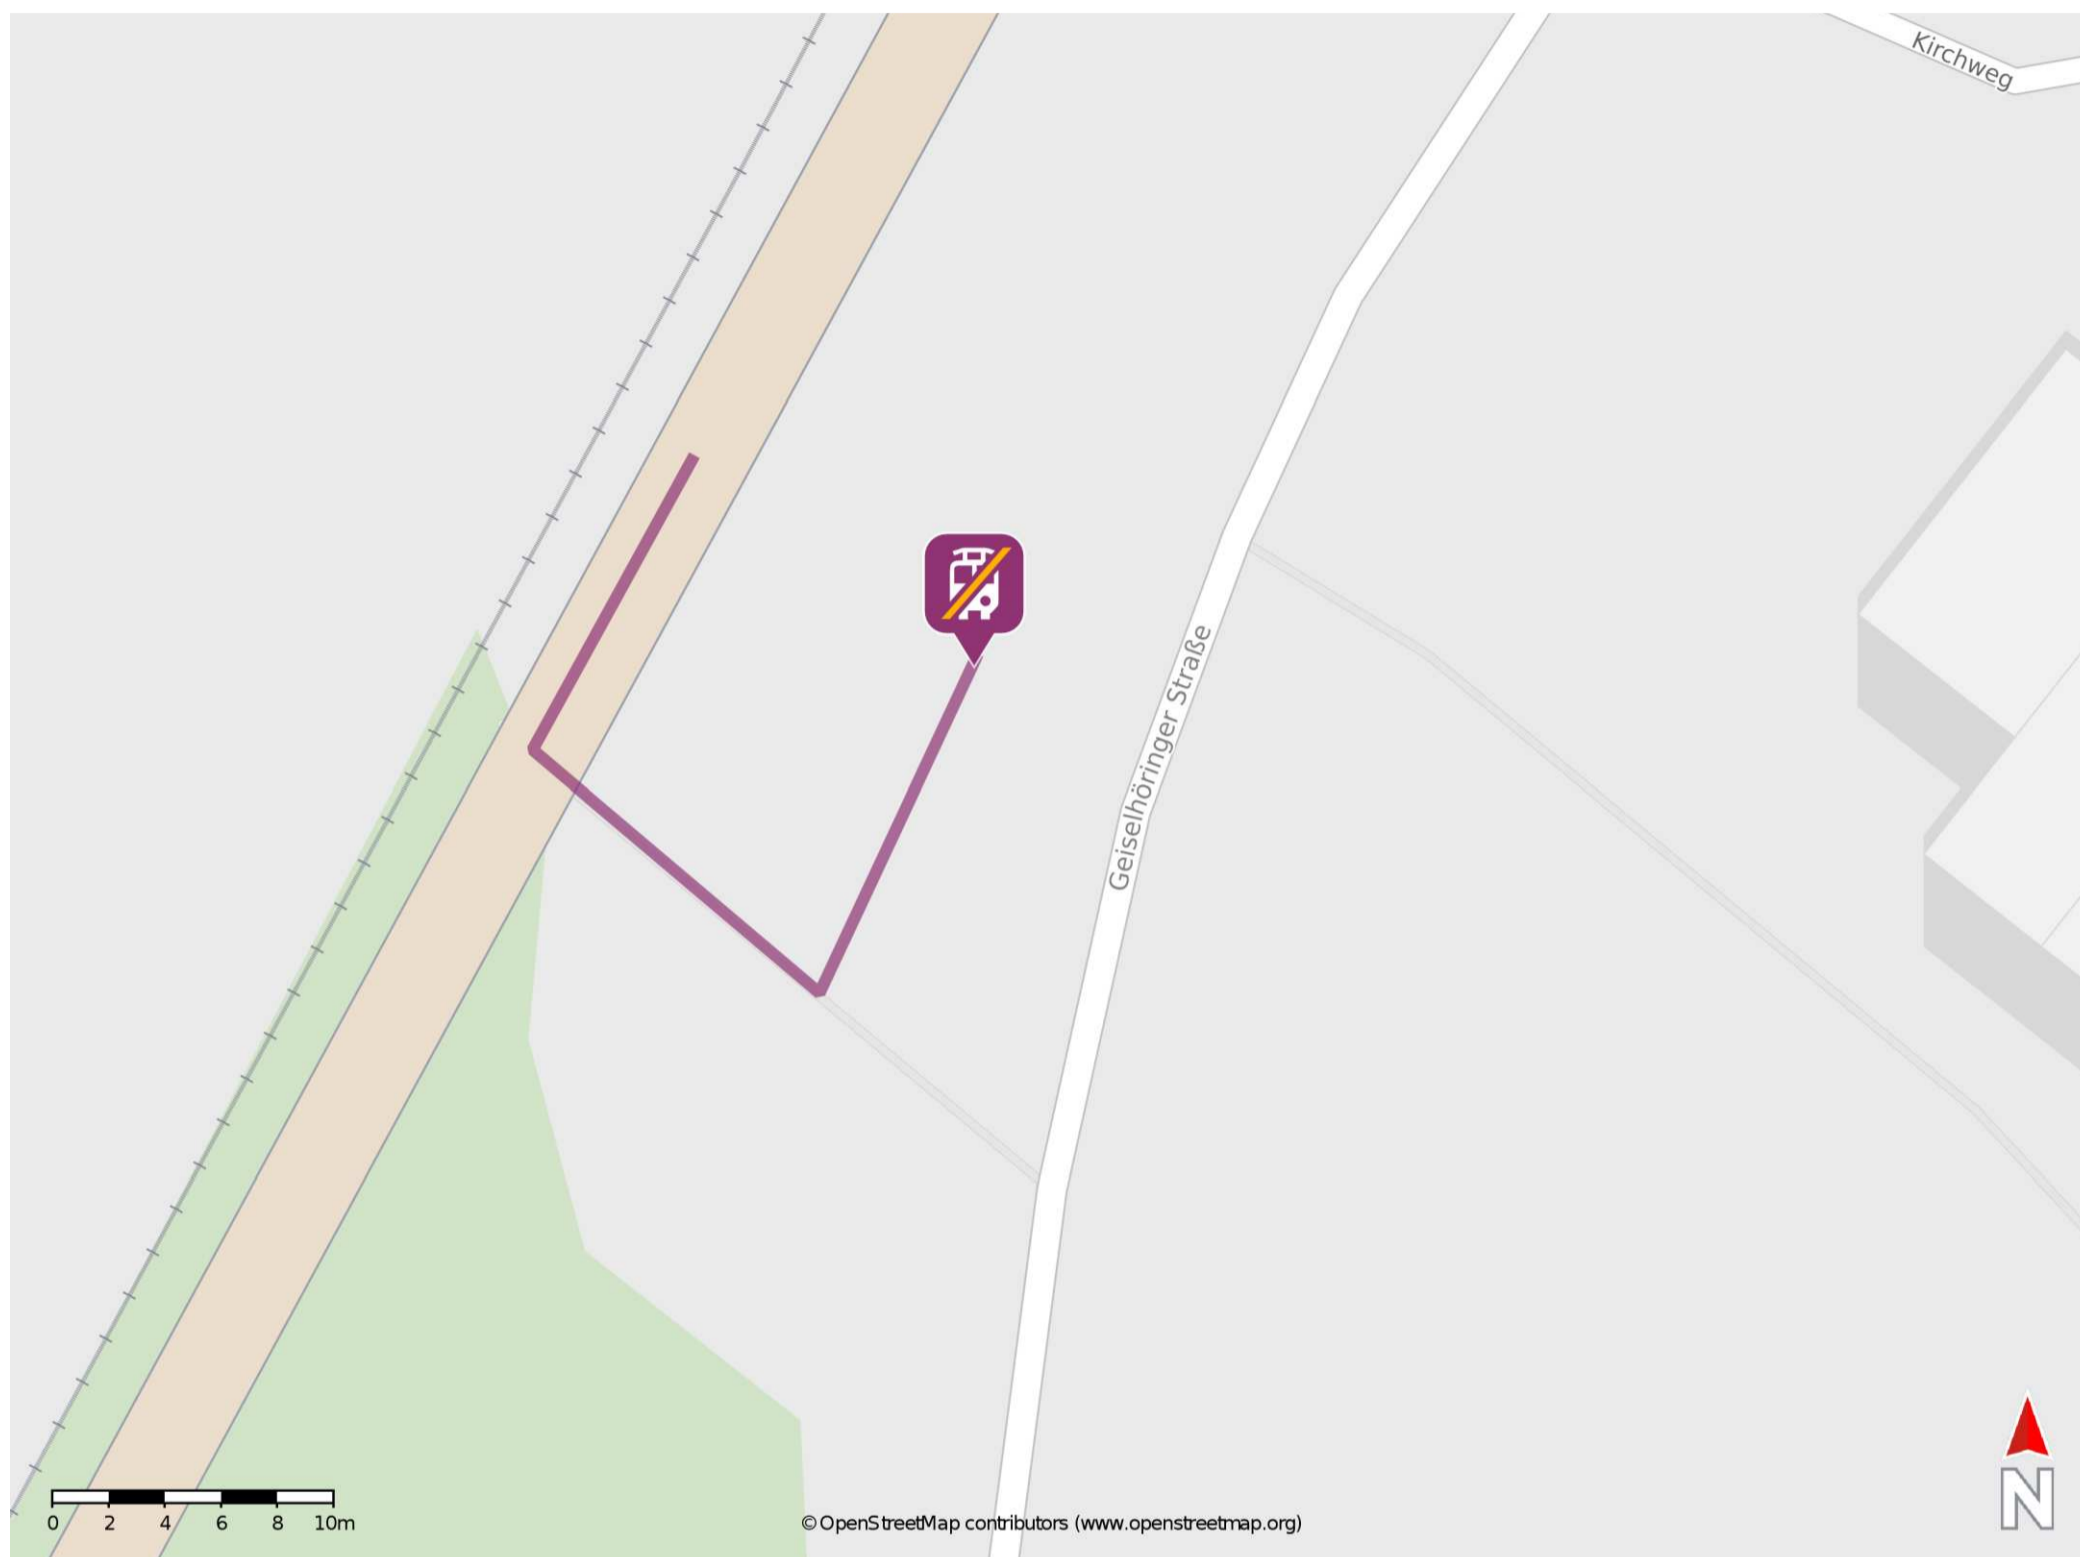 Kirchweg
Geiselhöringer Straße
0 2 4 6 8 10m
© OpenStreetMap contributors (www.openstreetmap.org)
N